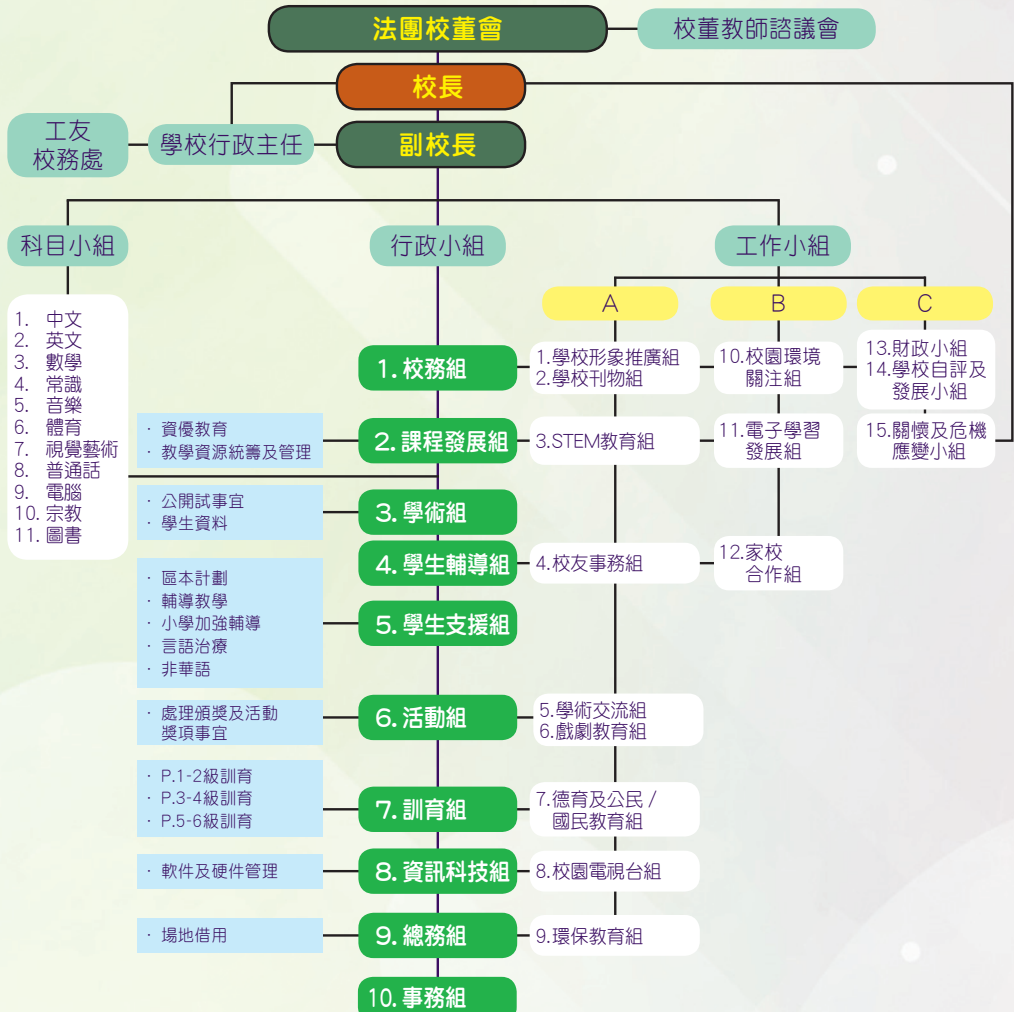 法團校董會
校董教師諮議會
校長
工友
校務處
學校行政主任
副校長
科目小組
行政小組
工作小組
A
B
C
1. 中文
2. 英文
3. 數學
4. 常識
5. 音樂
6. 體育
7. 視覺藝術
8. 普通話
9. 電腦
10. 宗教
11. 圖書
1. 校務組
1.學校形象推廣組
2.學校刊物組
10.校園環境
關注組
13.財政小組
14.學校自評及
發展小組
· 資優教育
· 教學資源統籌及管理
2. 課程發展組
3.STEM教育組
11.電子學習
發展組
15.關懷及危機
應變小組
· 公開試事宜
· 學生資料
3. 學術組
4. 學生輔導組
4.校友事務組
12.家校
合作組
· 區本計劃
· 輔導教學
· 小學加強輔導
· 言語治療
· 非華語
5. 學生支援組
· 處理頒獎及活動
獎項事宜
6. 活動組
5.學術交流組
6.戲劇教育組
· P.1-2級訓育
· P.3-4級訓育
· P.5-6級訓育
7. 訓育組
7.德育及公民 /
國民教育組
· 軟件及硬件管理
8. 資訊科技組
8.校園電視台組
· 場地借用
9. 總務組
9.環保教育組
10. 事務組